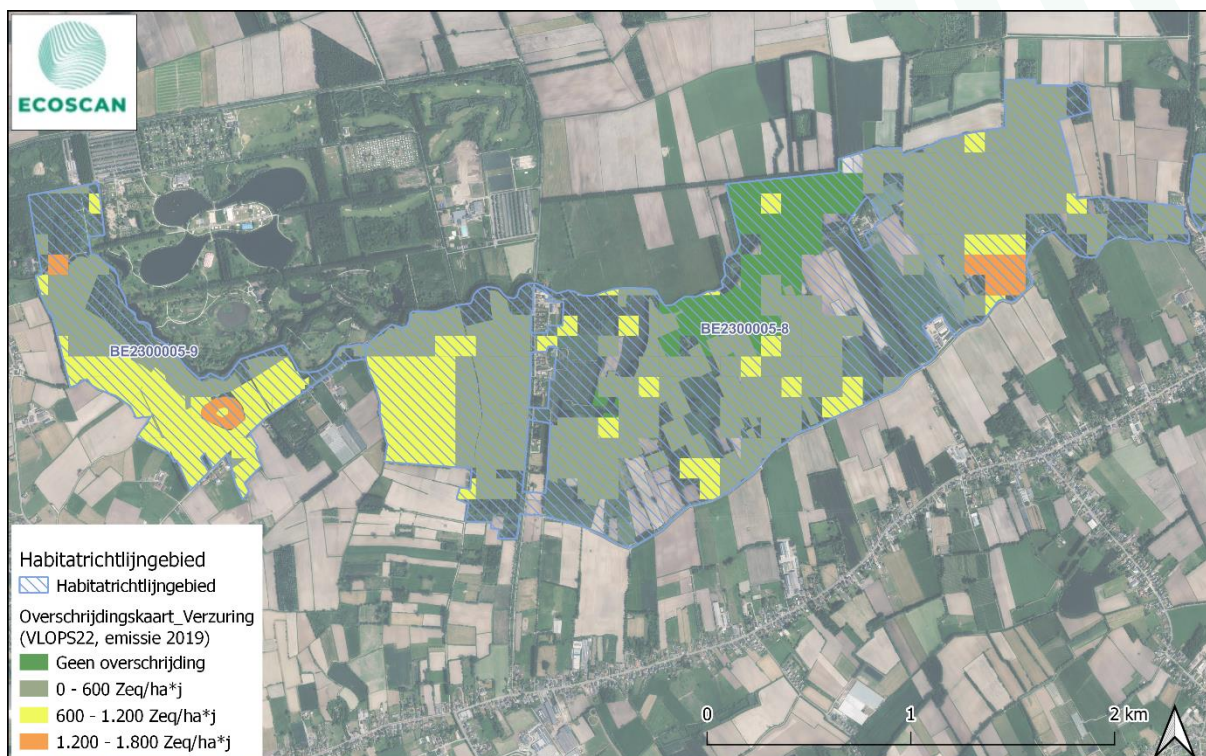 ECOSCAN
BE2300005-9
BE2300005-8
Habitatrichtlijngebied
Habitatrichtlijngebied
Overschrijdingskaart_Verzuring
(VLOPS22, emissie 2019)
Geen overschrijding
0 - 600 Zeq/ha*j
600 - 1.200 Zeq/ha*j
1.200 - 1.800 Zeq/ha*j
0 1 2 km